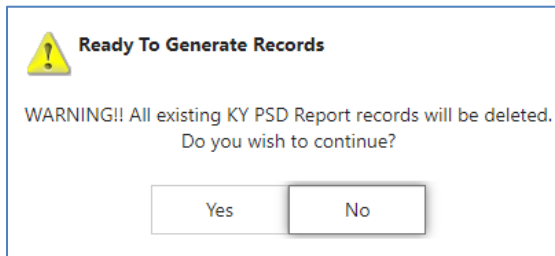 Ready To Generate Records
WARNING!! All existing KY PSD Report records will be deleted.
Do you wish to continue?
Yes
No